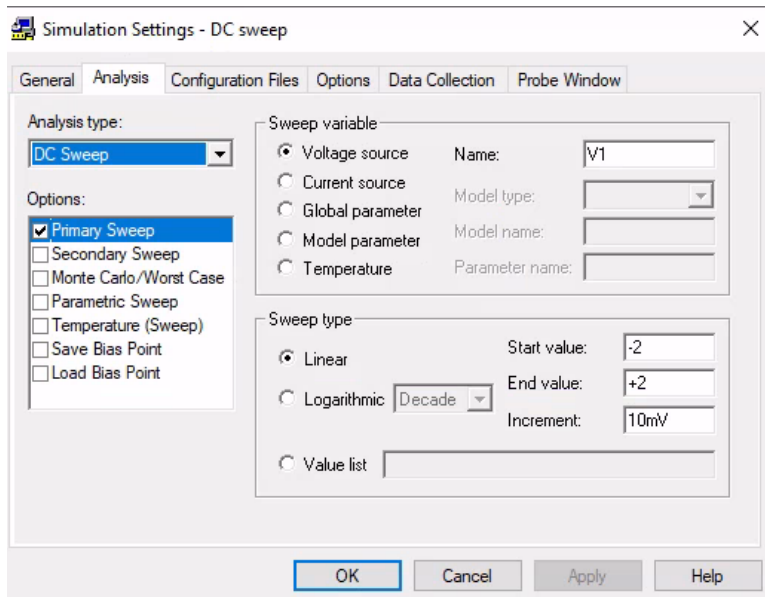 Simulation Settings - DC sweep
General Analysis Configuration Files Options Data Collection Probe Window
Analysis type:
DC Sweep
Options:
Primary Sweep
Secondary Sweep
Monte Carlo/Worst Case
Parametric Sweep
Temperature (Sweep)
Save Bias Point
Load Bias Point
Sweep variable
Voltage source
Current source
Global parameter
Model parameter
Temperature
Name: V1
Model type:
Model name:
Parameter name:
Sweep type
Linear
Logarithmic Decade
Start value: -2
End value: +2
Increment: 10mV
Value list
OK Cancel Apply Help